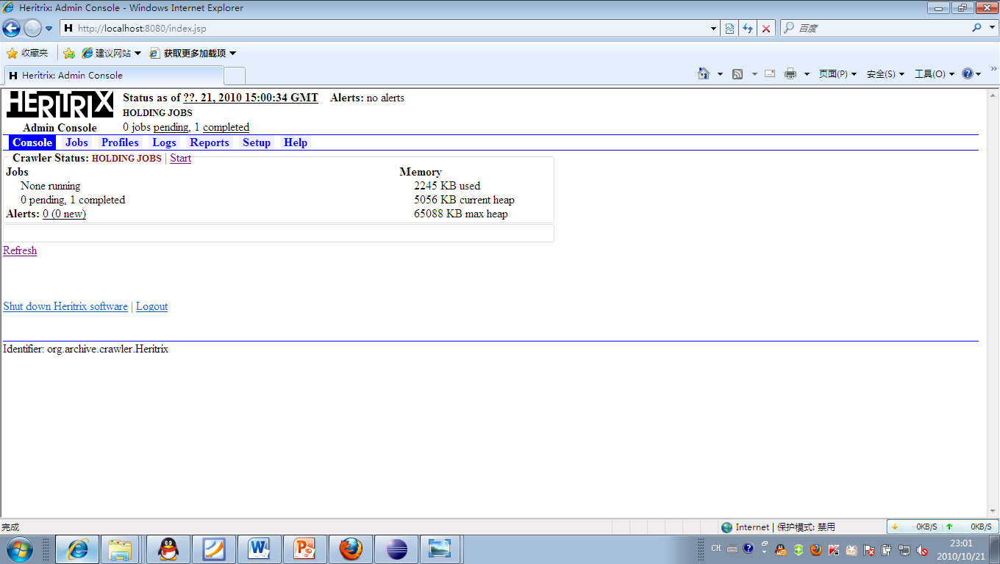 Heritrix: Admin Console - Windows Internet Explorer
http://localhost:8080/index.jsp
百度
收藏夹 建议网站 获取更多加载项
Heritrix: Admin Console
页面(P) 安全(S) 工具(O)
HERITRIX
Admin Console
Status as of ??. 21, 2010 15:00:34 GMT Alerts: no alerts
HOLDING JOBS
0 jobs pending, 1 completed
Console Jobs Profiles Logs Reports Setup Help
Crawler Status: HOLDING JOBS | Start
Jobs Memory
None running 2245 KB used
0 pending, 1 completed 5056 KB current heap
Alerts: 0 (0 new) 65088 KB max heap
Refresh
Shut down Heritrix software | Logout
Identifier: org.archive.crawler.Heritrix
完成 Internet | 保护模式: 禁用 0KB/S 0KB/S
CH 23:01
2010/10/21